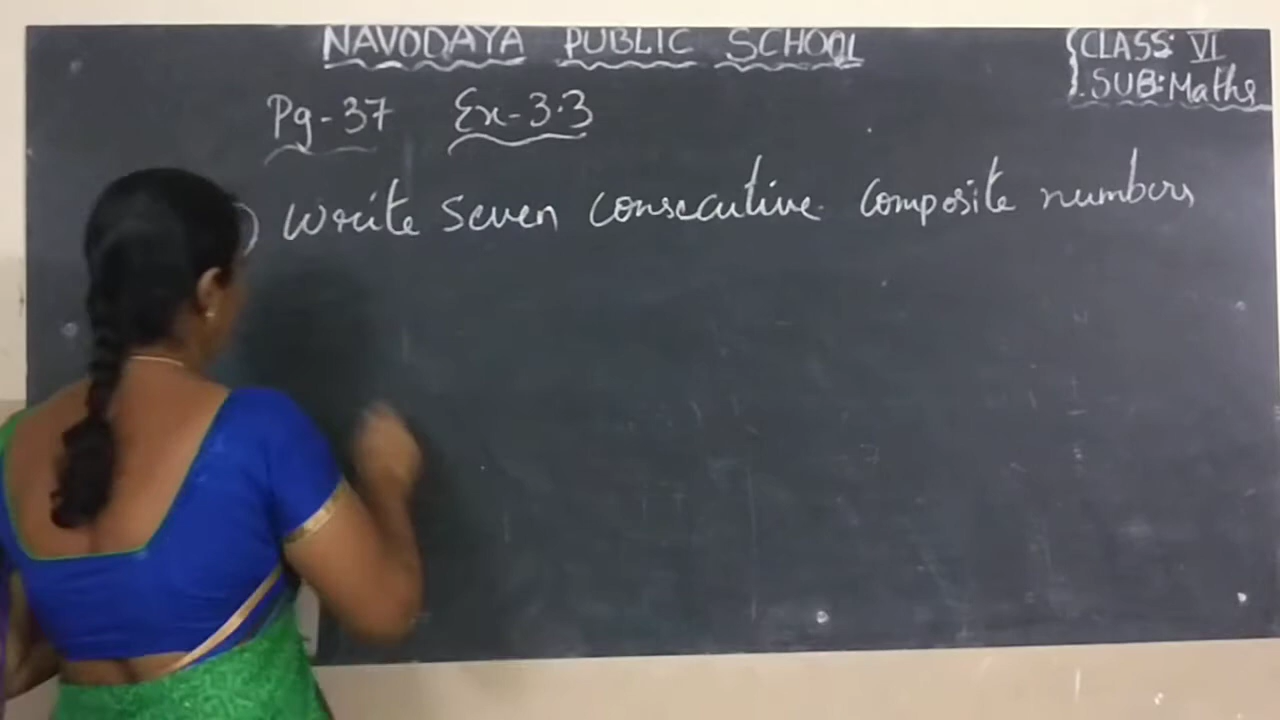 NAVODAYA PUBLIC SCHOOL
CLASS: VI
SUB: Maths
Pg-37 Ex-3.3
) Write seven consecutive composite numbers